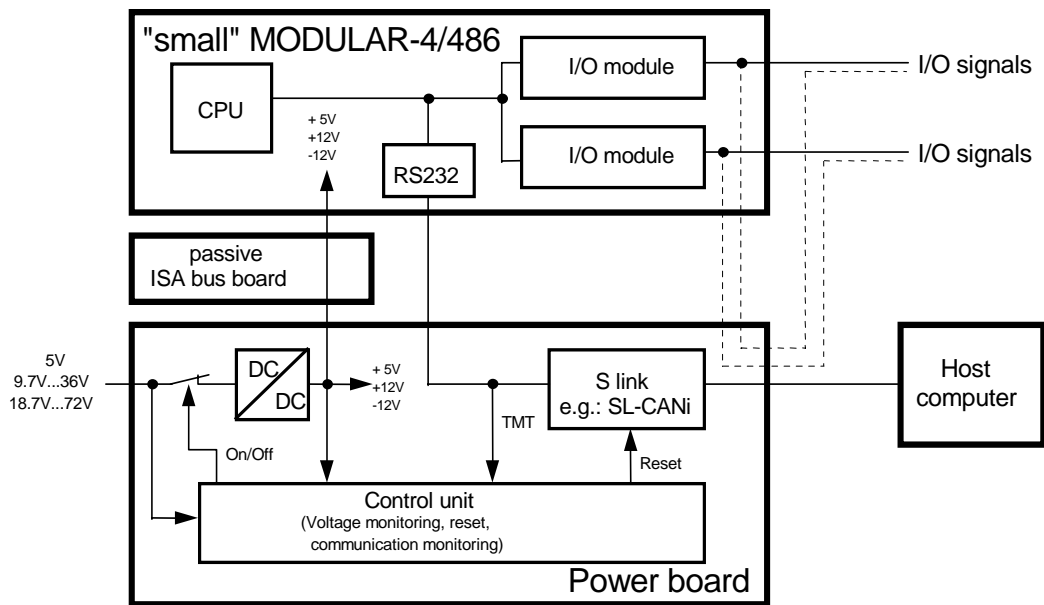 "small" MODULAR-4/486
CPU
+ 5V
+12V
-12V
RS232
I/O module
I/O module
I/O signals
I/O signals
passive
ISA bus board
5V
9.7V...36V
18.7V...72V
DC
DC
+ 5V
+12V
-12V
On/Off
TMT
S link
e.g.: SL-CANi
Reset
Host
computer
Control unit
(Voltage monitoring, reset,
communication monitoring)
Power board